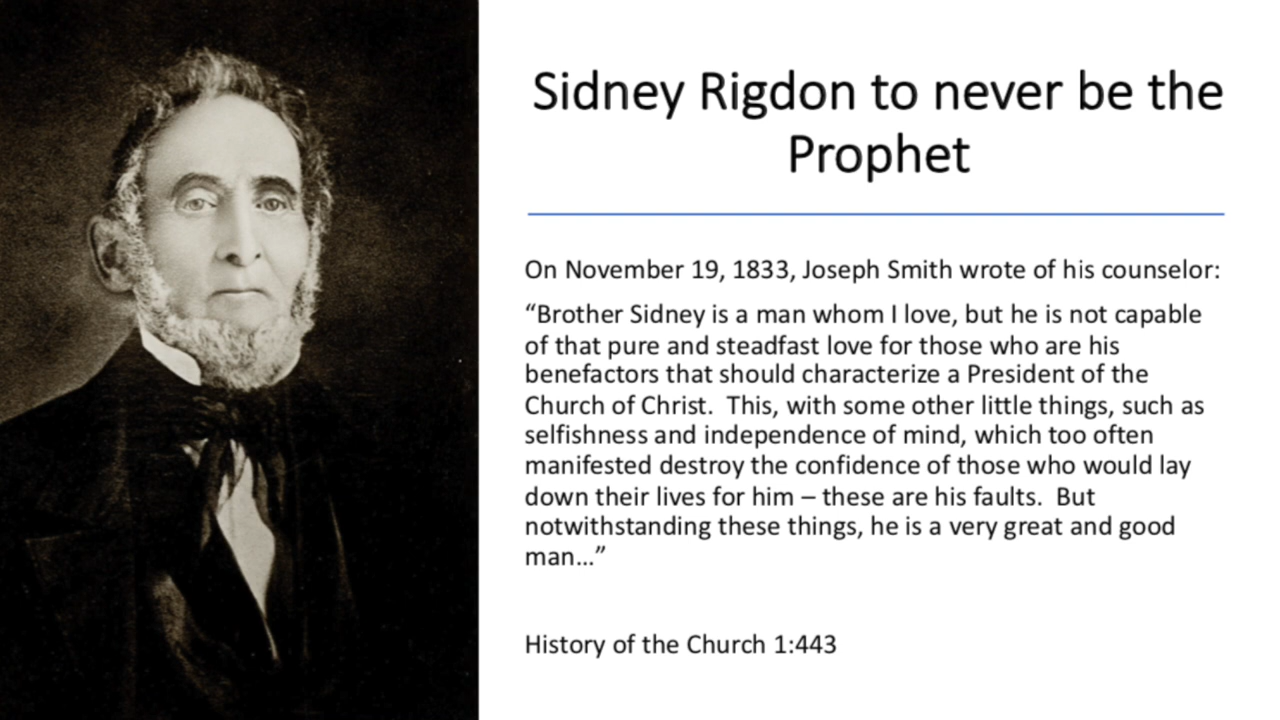 Sidney Rigdon to never be the
Prophet
On November 19, 1833, Joseph Smith wrote of his counselor:
“Brother Sidney is a man whom I love, but he is not capable
of that pure and steadfast love for those who are his
benefactors that should characterize a President of the
Church of Christ.  This, with some other little things, such as
selfishness and independence of mind, which too often
manifested destroy the confidence of those who would lay
down their lives for him – these are his faults.  But
notwithstanding these things, he is a very great and good
man…”
History of the Church 1:443